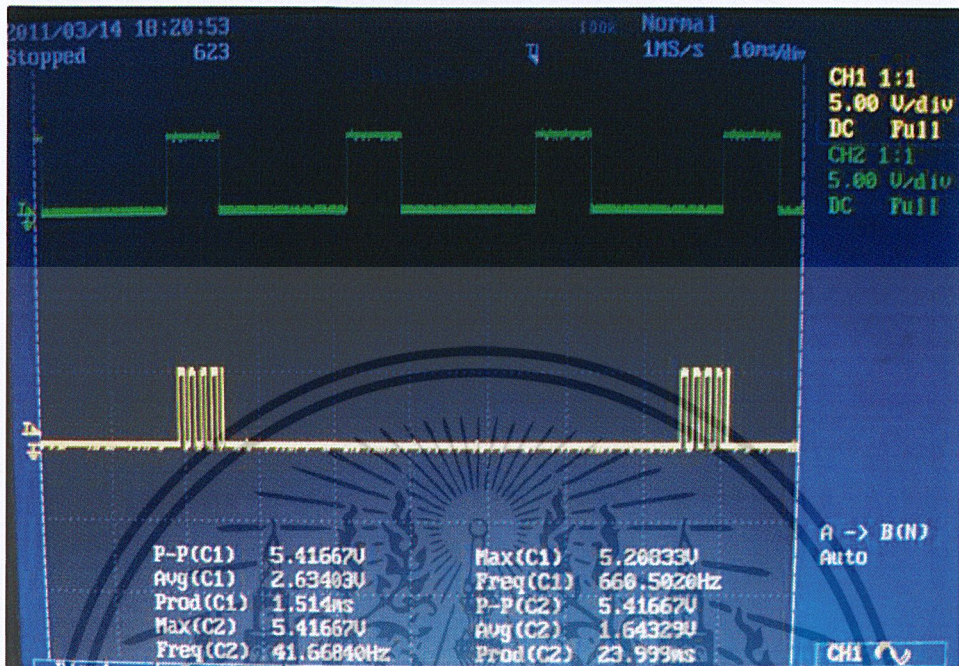 2011/03/14 18:20:53
Normal
Stopped 623
1MS/s 10ms/div
CH1 1:1
5.00 V/div
DC Full
CH2 1:1
5.00 V/div
DC Full
A -> B(N)
Auto
P-P(C1) 5.41667V Max(C1) 5.20833V
Avg(C1) 2.63403V Freq(C1) 660.5020Hz
Prod(C1) 1.514ms P-P(C2) 5.41667V
Max(C2) 5.41667V Avg(C2) 1.64329V
Freq(C2) 41.66840Hz Prod(C2) 23.999ms
CH1